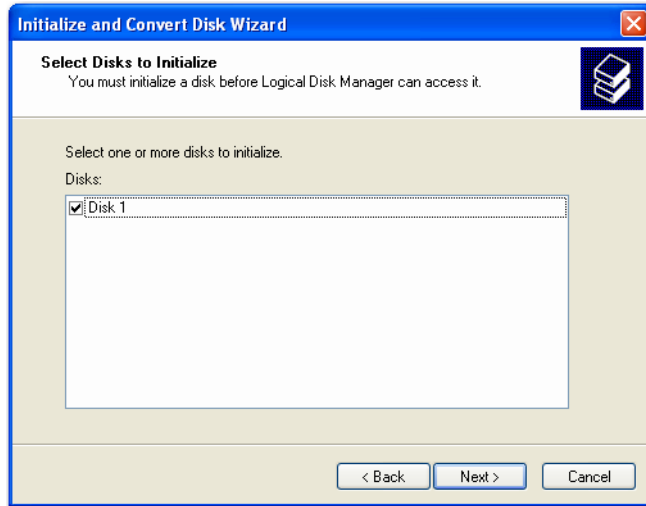 Initialize and Convert Disk Wizard
Select Disks to Initialize
You must initialize a disk before Logical Disk Manager can access it.
Select one or more disks to initialize.
Disks:
Disk 1
< Back Next > Cancel